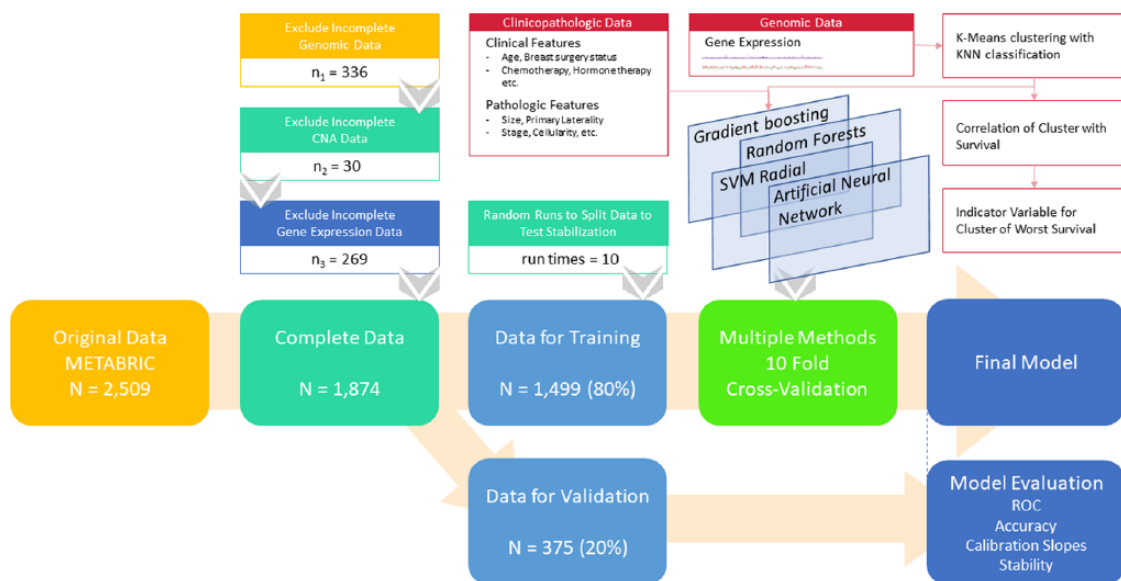 Exclude Incomplete
Genomic Data
n1 = 336
Exclude Incomplete
CNA Data
n2 = 30
Exclude Incomplete
Gene Expression Data
n3 = 269
Clinicopathologic Data
Clinical Features
- Age, Breast surgery status
- Chemotherapy, Hormone therapy
etc.
Pathologic Features
- Size, Primary Laterality
- Stage, Cellularity, etc.
Random Runs to Split Data to
Test Stabilization
run times = 10
Genomic Data
Gene Expression
Gradient boosting
Random Forests
SVM Radial
Artificial Neural
Network
K-Means clustering with
KNN classification
Correlation of Cluster with
Survival
Indicator Variable for
Cluster of Worst Survival
Original Data
METABRIC
N = 2,509
Complete Data
N = 1,874
Data for Training
N = 1,499 (80%)
Multiple Methods
10 Fold
Cross-Validation
Final Model
Data for Validation
N = 375 (20%)
Model Evaluation
ROC
Accuracy
Calibration Slopes
Stability